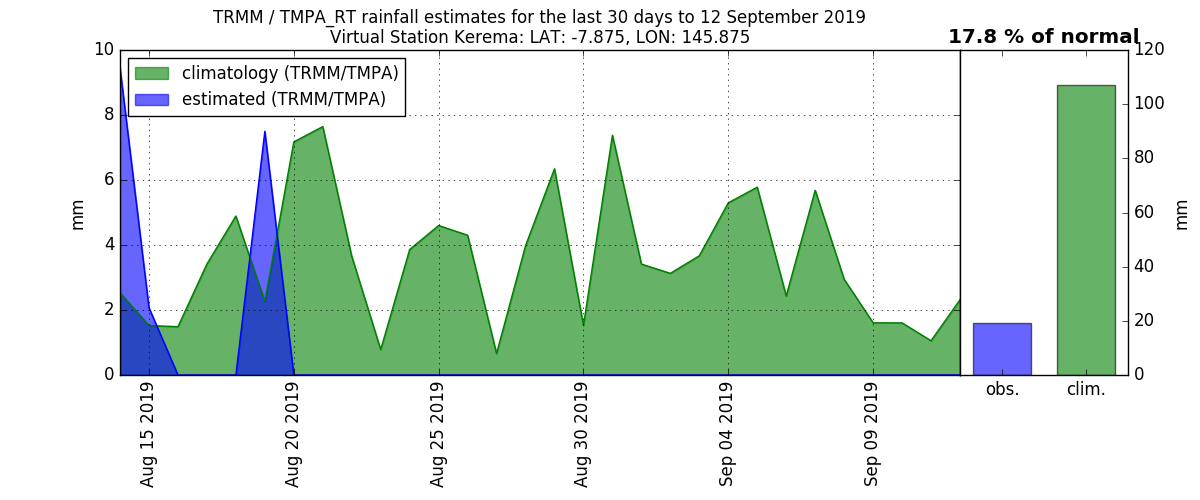 TRMM / TMPA_RT rainfall estimates for the last 30 days to 12 September 2019
Virtual Station Kerema: LAT: -7.875, LON: 145.875
17.8 % of normal
climatology (TRMM/TMPA)
estimated (TRMM/TMPA)
10
8
6
4
2
0
mm
Aug 15 2019
Aug 20 2019
Aug 25 2019
Aug 30 2019
Sep 04 2019
Sep 09 2019
120
100
80
60
40
20
0
mm
obs.
clim.